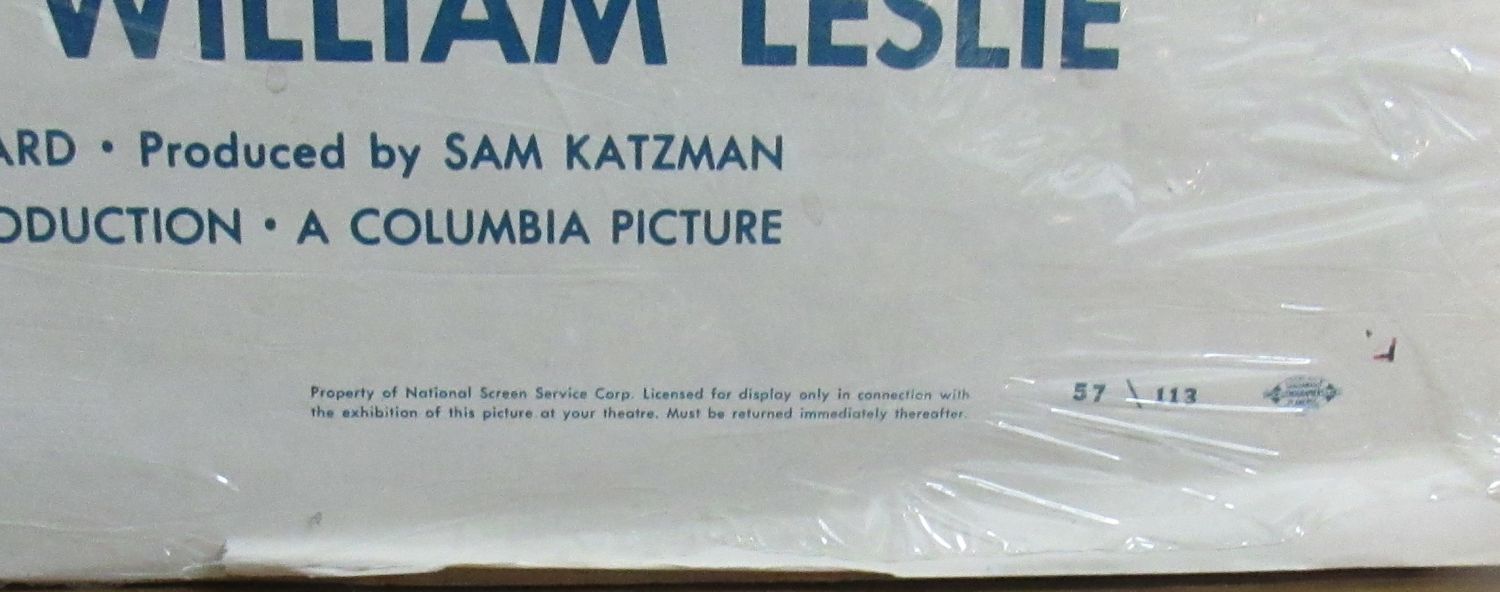 WILLIAM LESLIE
ARD • Produced by SAM KATZMAN
ODUCTION • A COLUMBIA PICTURE
Property of National Screen Service Corp. Licensed for display only in connection with
the exhibition of this picture at your theatre. Must be returned immediately thereafter.
57 \ 113